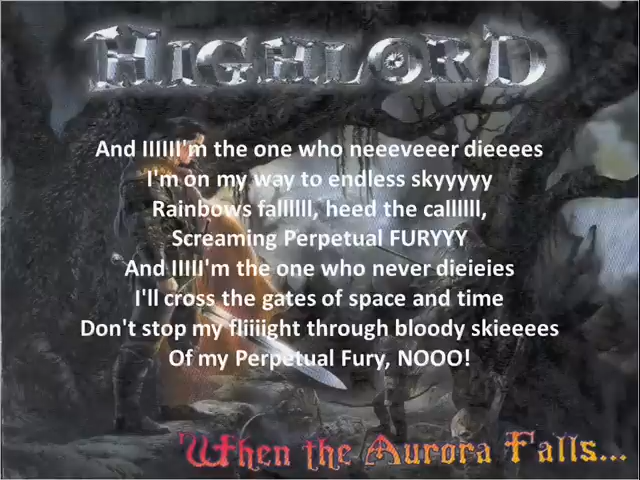 HIGHLORD
And IIIIII'm the one who neeeveeer dieeees
I'm on my way to endless skyyyyy
Rainbows falllllll, heed the callllll,
Screaming Perpetual FURYYY
And IIIII'm the one who never dieieies
I'll cross the gates of space and time
Don't stop my fliiiight through bloody skieeees
Of my Perpetual Fury, NOOO!
'When the Aurora Falls...